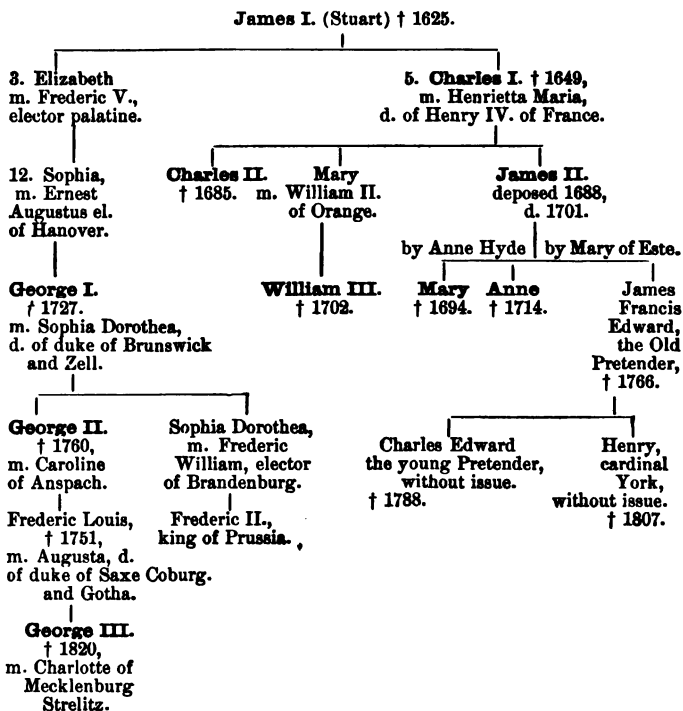 James I. (Stuart) † 1625.
3. Elizabeth
m. Frederic V.,
elector palatine.
5. Charles I. † 1649,
m. Henrietta Maria,
d. of Henry IV. of France.
12. Sophia,
m. Ernest
Augustus el.
of Hanover.
Charles II.
† 1685.
Mary
m. William II.
of Orange.
James II.
deposed 1688,
d. 1701.
by Anne Hyde
by Mary of Este.
George I.
† 1727.
m. Sophia Dorothea,
d. of duke of Brunswick
and Zell.
William III.
† 1702.
Mary
† 1694.
Anne
† 1714.
James
Francis
Edward,
the Old
Pretender,
† 1766.
George II.
† 1760,
m. Caroline
of Anspach.
Sophia Dorothea,
m. Frederic
William, elector
of Brandenburg.
Charles Edward
the young Pretender,
without issue.
† 1788.
Henry,
cardinal
York,
without issue.
† 1807.
Frederic Louis,
† 1751,
m. Augusta, d.
of duke of Saxe Coburg.
and Gotha.
Frederic II.,
king of Prussia.
George III.
† 1820,
m. Charlotte of
Mecklenburg
Strelitz.